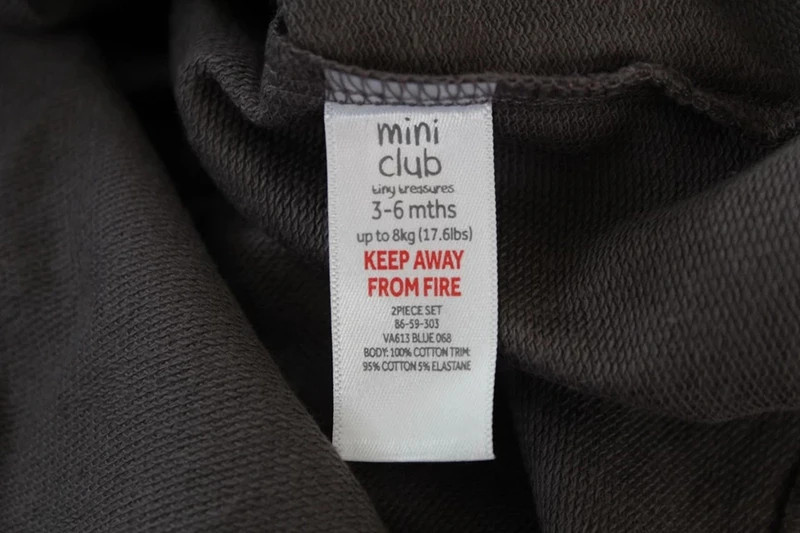 mini
club
tiny treasures
3-6 mths
up to 8kg (17.6lbs)
KEEP AWAY
FROM FIRE
2PIECE SET
86-59-303
VA613 BLUE 068
BODY: 100% COTTON TRIM:
95% COTTON 5% ELASTANE